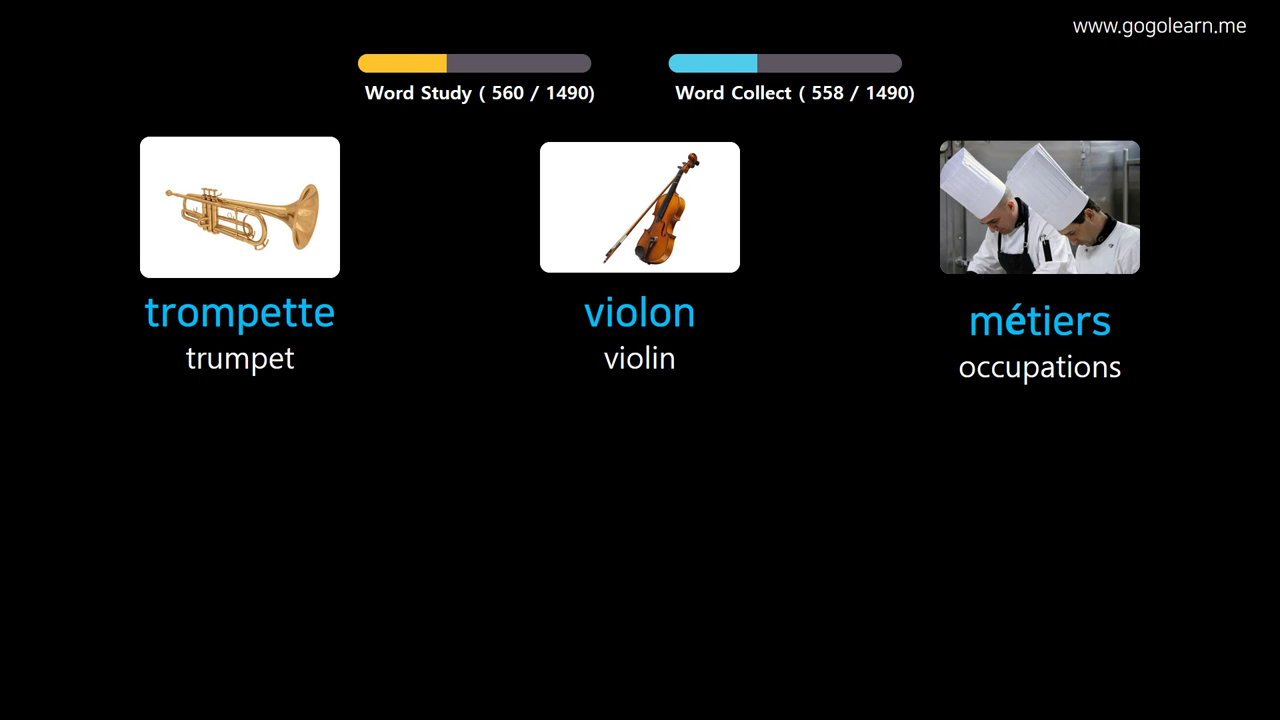 www.gogolearn.me
Word Study ( 560 / 1490)
Word Collect ( 558 / 1490)
trompette
trumpet
violon
violin
métiers
occupations